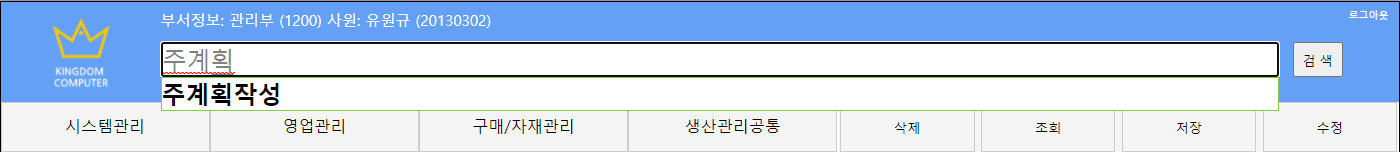 부서정보: 관리부 (1200) 사원: 유원규 (20130302)
로그아웃
KINGDOM
COMPUTER
주계획
검 색
주계획작성
시스템관리 영업관리 구매/자재관리 생산관리공통 삭제 조회 저장 수정